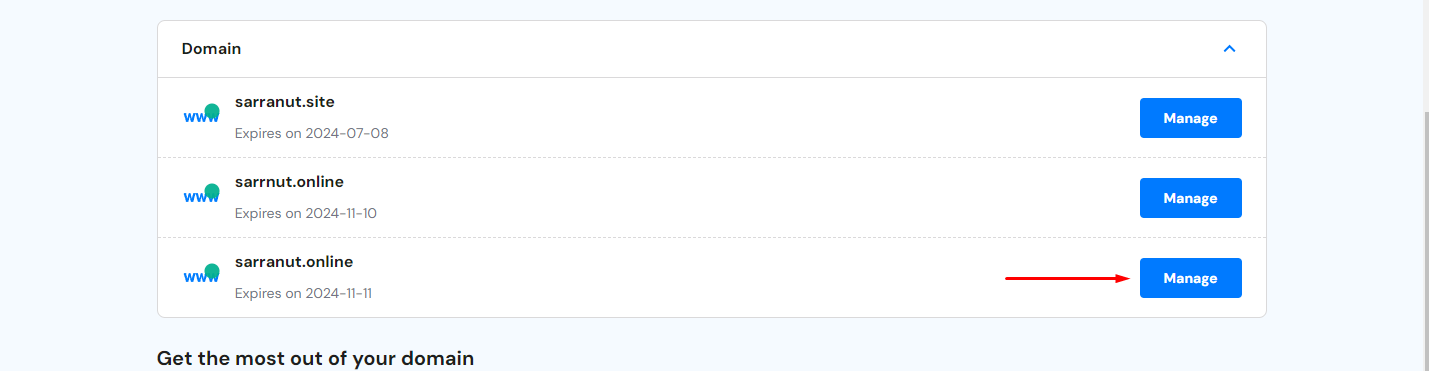 Domain
www
sarranut.site
Expires on 2024-07-08
Manage
www
sarrnut.online
Expires on 2024-11-10
Manage
www
sarranut.online
Expires on 2024-11-11
Manage
Get the most out of your domain